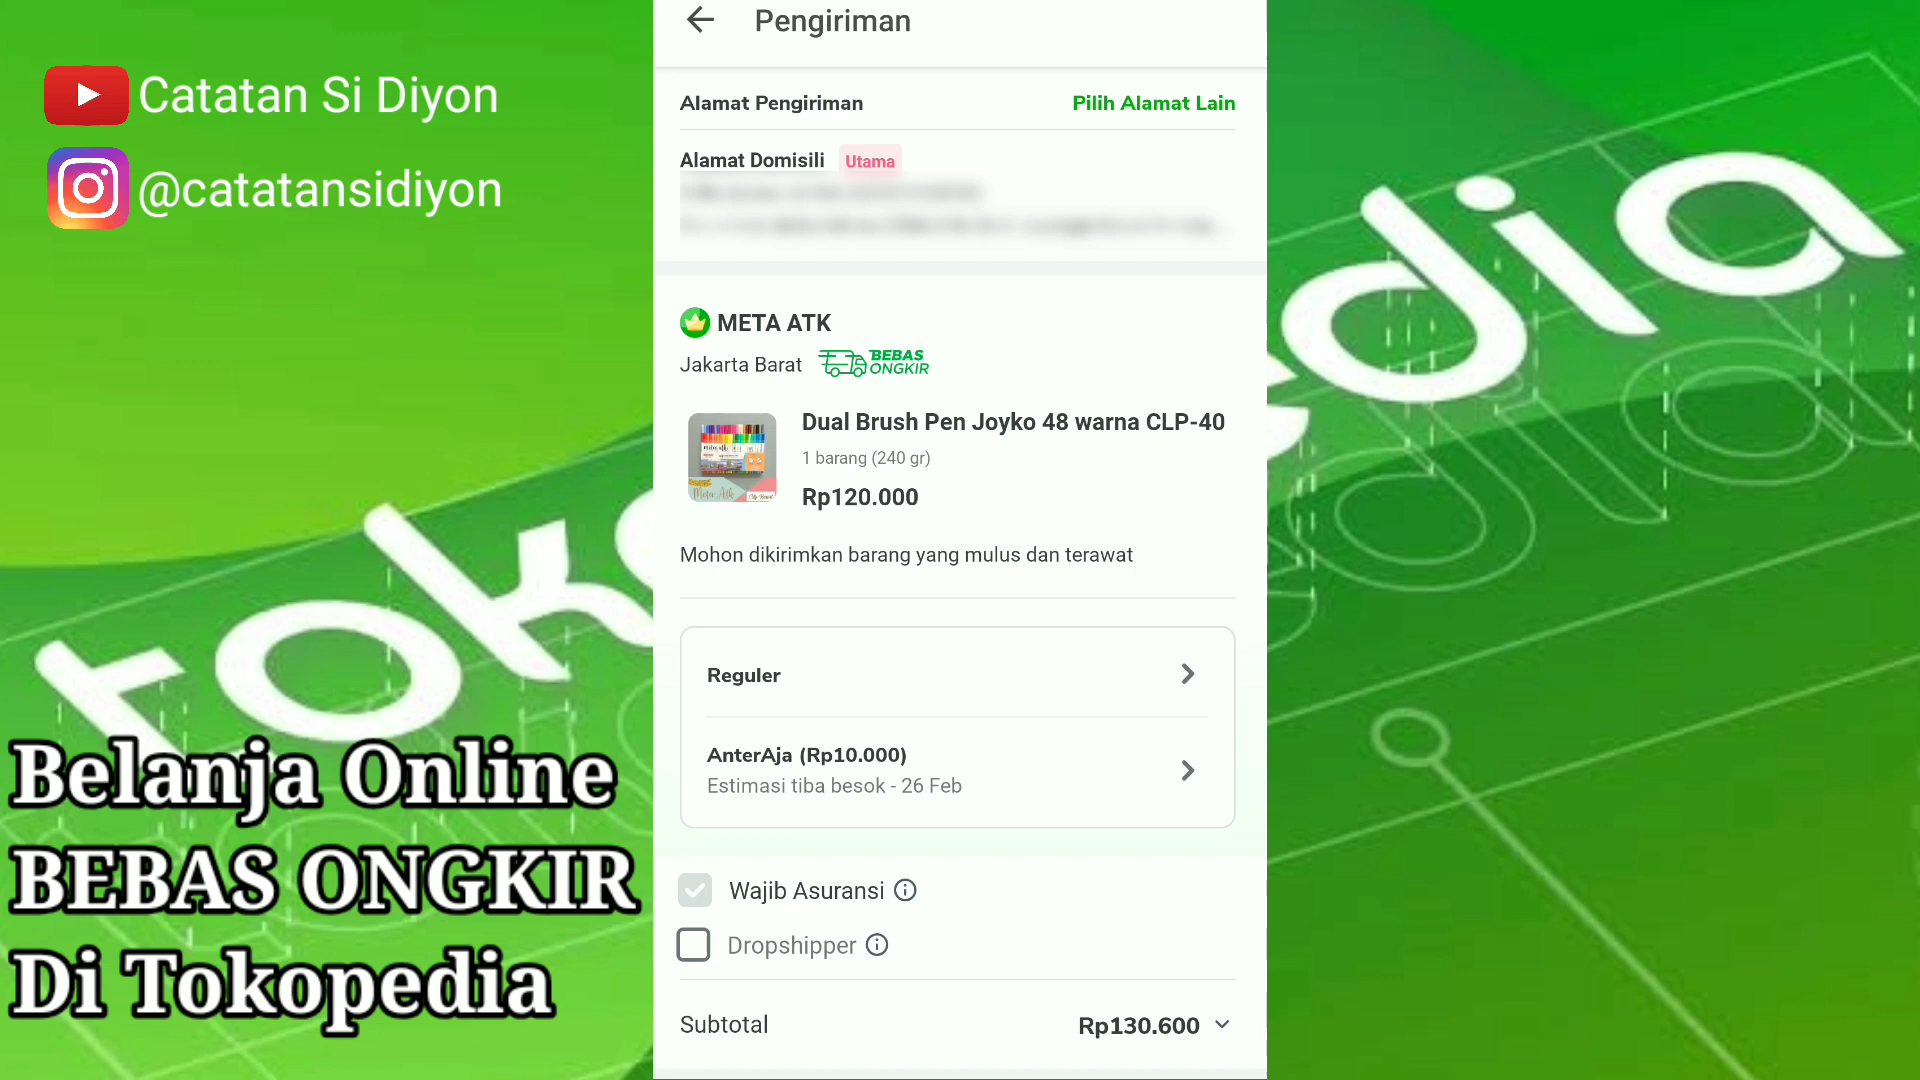 Catatan Si Diyon
@catatansidiyon
Belanja Online
BEBAS ONGKIR
Di Tokopedia
Pengiriman
Alamat Pengiriman
Pilih Alamat Lain
Alamat Domisili
Utama
META ATK
Jakarta Barat
BEBAS
ONGKIR
Dual Brush Pen Joyko 48 warna CLP-40
1 barang (240 gr)
Rp120.000
Mohon dikirimkan barang yang mulus dan terawat
Reguler
AnterAja (Rp10.000)
Estimasi tiba besok - 26 Feb
Wajib Asuransi
Dropshipper
Subtotal
Rp130.600
toko
edia